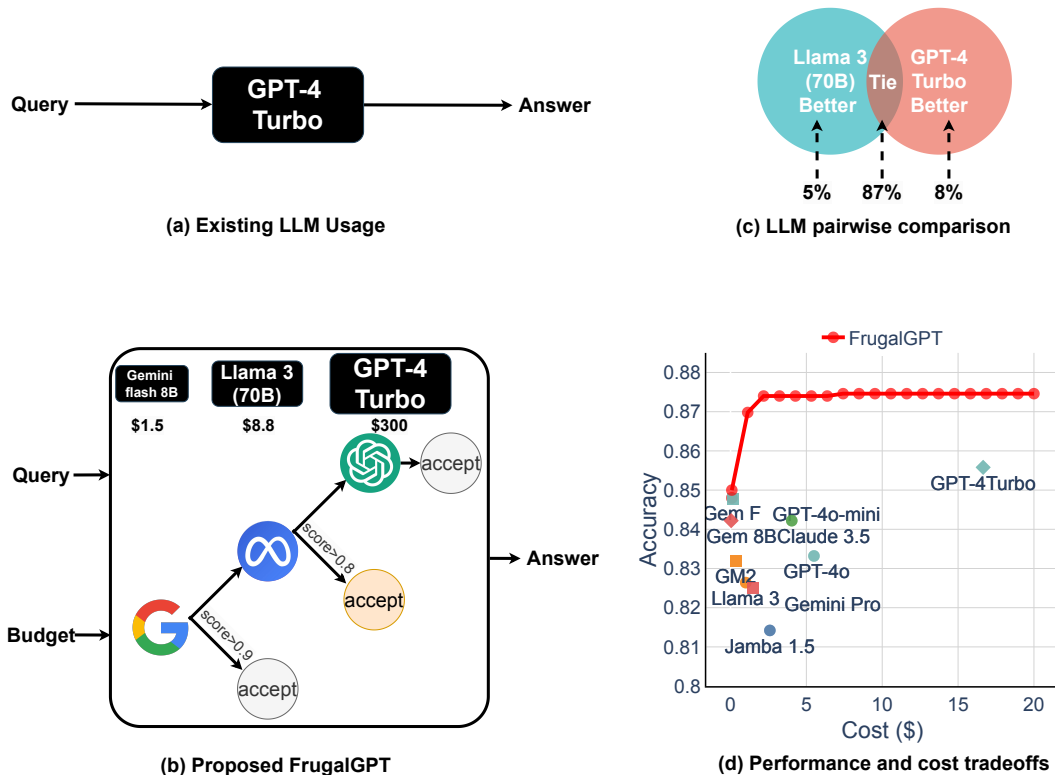 Query
GPT-4
Turbo
Answer
(a) Existing LLM Usage
Llama 3
(70B)
Better
Tie
GPT-4
Turbo
Better
5%
87%
8%
(c) LLM pairwise comparison
Gemini
flash 8B
$1.5
Llama 3
(70B)
$8.8
GPT-4
Turbo
$300
Query
Budget
accept
score>0.8
accept
score>0.9
accept
Answer
(b) Proposed FrugalGPT
FrugalGPT
Accuracy
0.88
0.87
0.86
0.85
0.84
0.83
0.82
0.81
0.8
GPT-4Turbo
Gem F
GPT-4o-mini
Gem 8B
Claude 3.5
GM2
GPT-4o
Llama 3
Gemini Pro
Jamba 1.5
0
5
10
15
20
Cost ($)
(d) Performance and cost tradeoffs